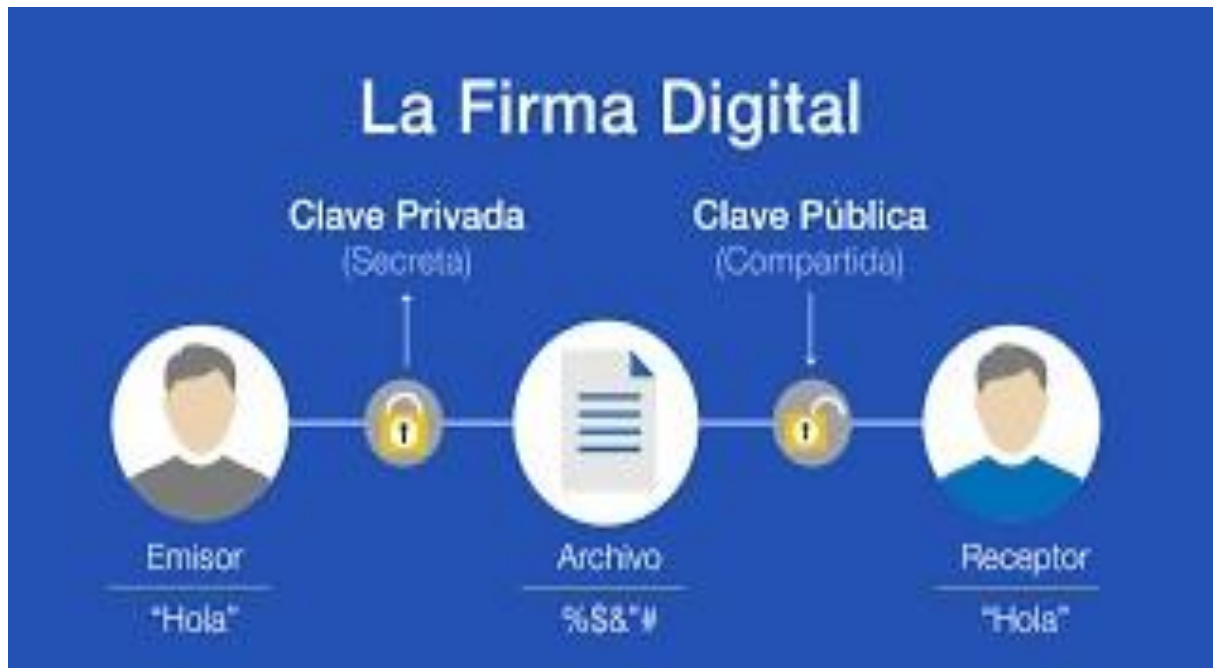 La Firma Digital
Clave Privada
(Secreta)
Clave Pública
(Compartida)
Emisor
"Hola"
Archivo
%$&"#
Receptor
"Hola"